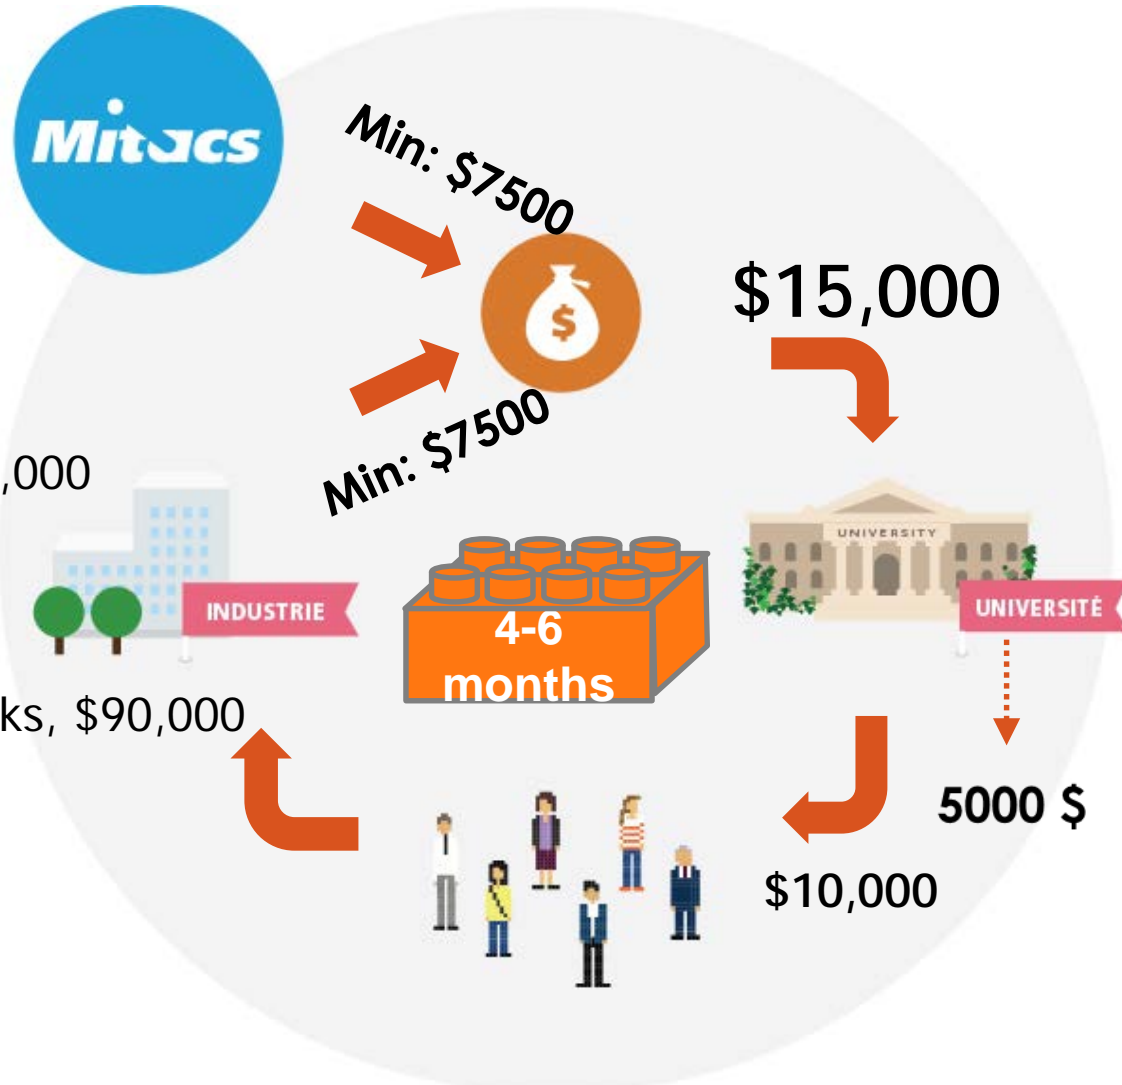 Mitacs
Min: $7500
$15,000
Min: $7500
,000
UNIVERSITY
INDUSTRIE
UNIVERSITÉ
4-6
months
ks, $90,000
5000 $
$10,000
$